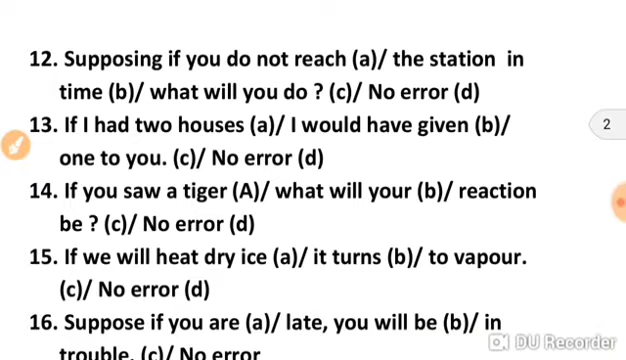 12. Supposing if you do not reach (a)/ the station in
time (b)/ what will you do ? (c)/ No error (d)
13. If I had two houses (a)/ I would have given (b)/
2
one to you. (c)/ No error (d)
14. If you saw a tiger (A)/ what will your (b)/ reaction
be ? (c)/ No error (d)
15. If we will heat dry ice (a)/ it turns (b)/ to vapour.
(c)/ No error (d)
16. Suppose if you are (a)/ late, you will be (b)/ in
DU Recorder
trouble. (c)/ No error